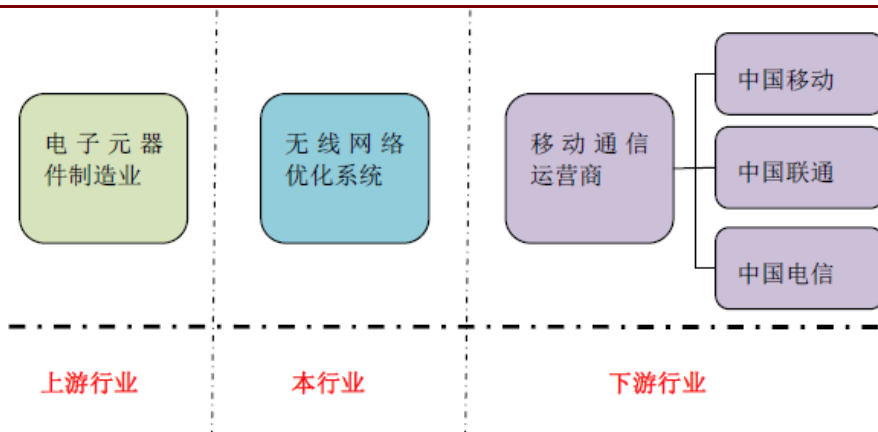 电子元器
件制造业
无线网络
优化系统
移动通信
运营商
中国移动
中国联通
中国电信
上游行业
本行业
下游行业